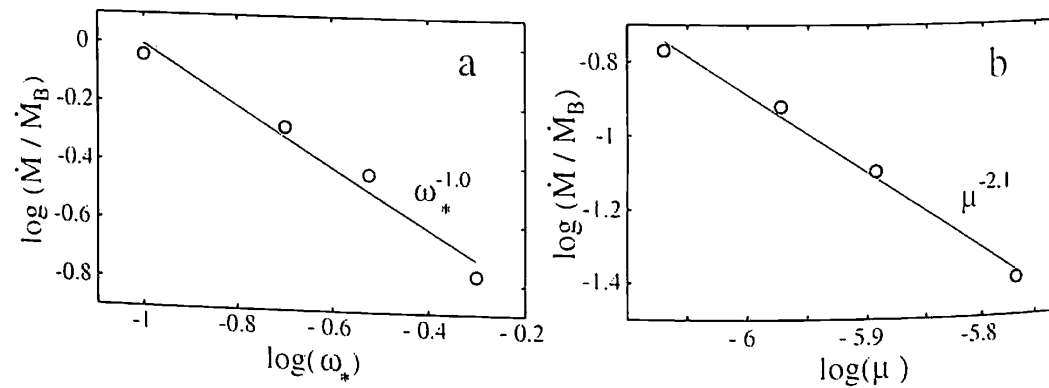 0
-0.2
-0.4
-0.6
-0.8
log (Ṁ / Ṁ_B)
a
ω_*^-1.0
-1
-0.8
- 0.6
- 0.4
- 0.2
log(ω_*)
-0.8
-1
-1.2
-1.4
log (Ṁ / Ṁ_B)
b
μ^-2.1
- 6
-5.9
-5.8
log(μ)